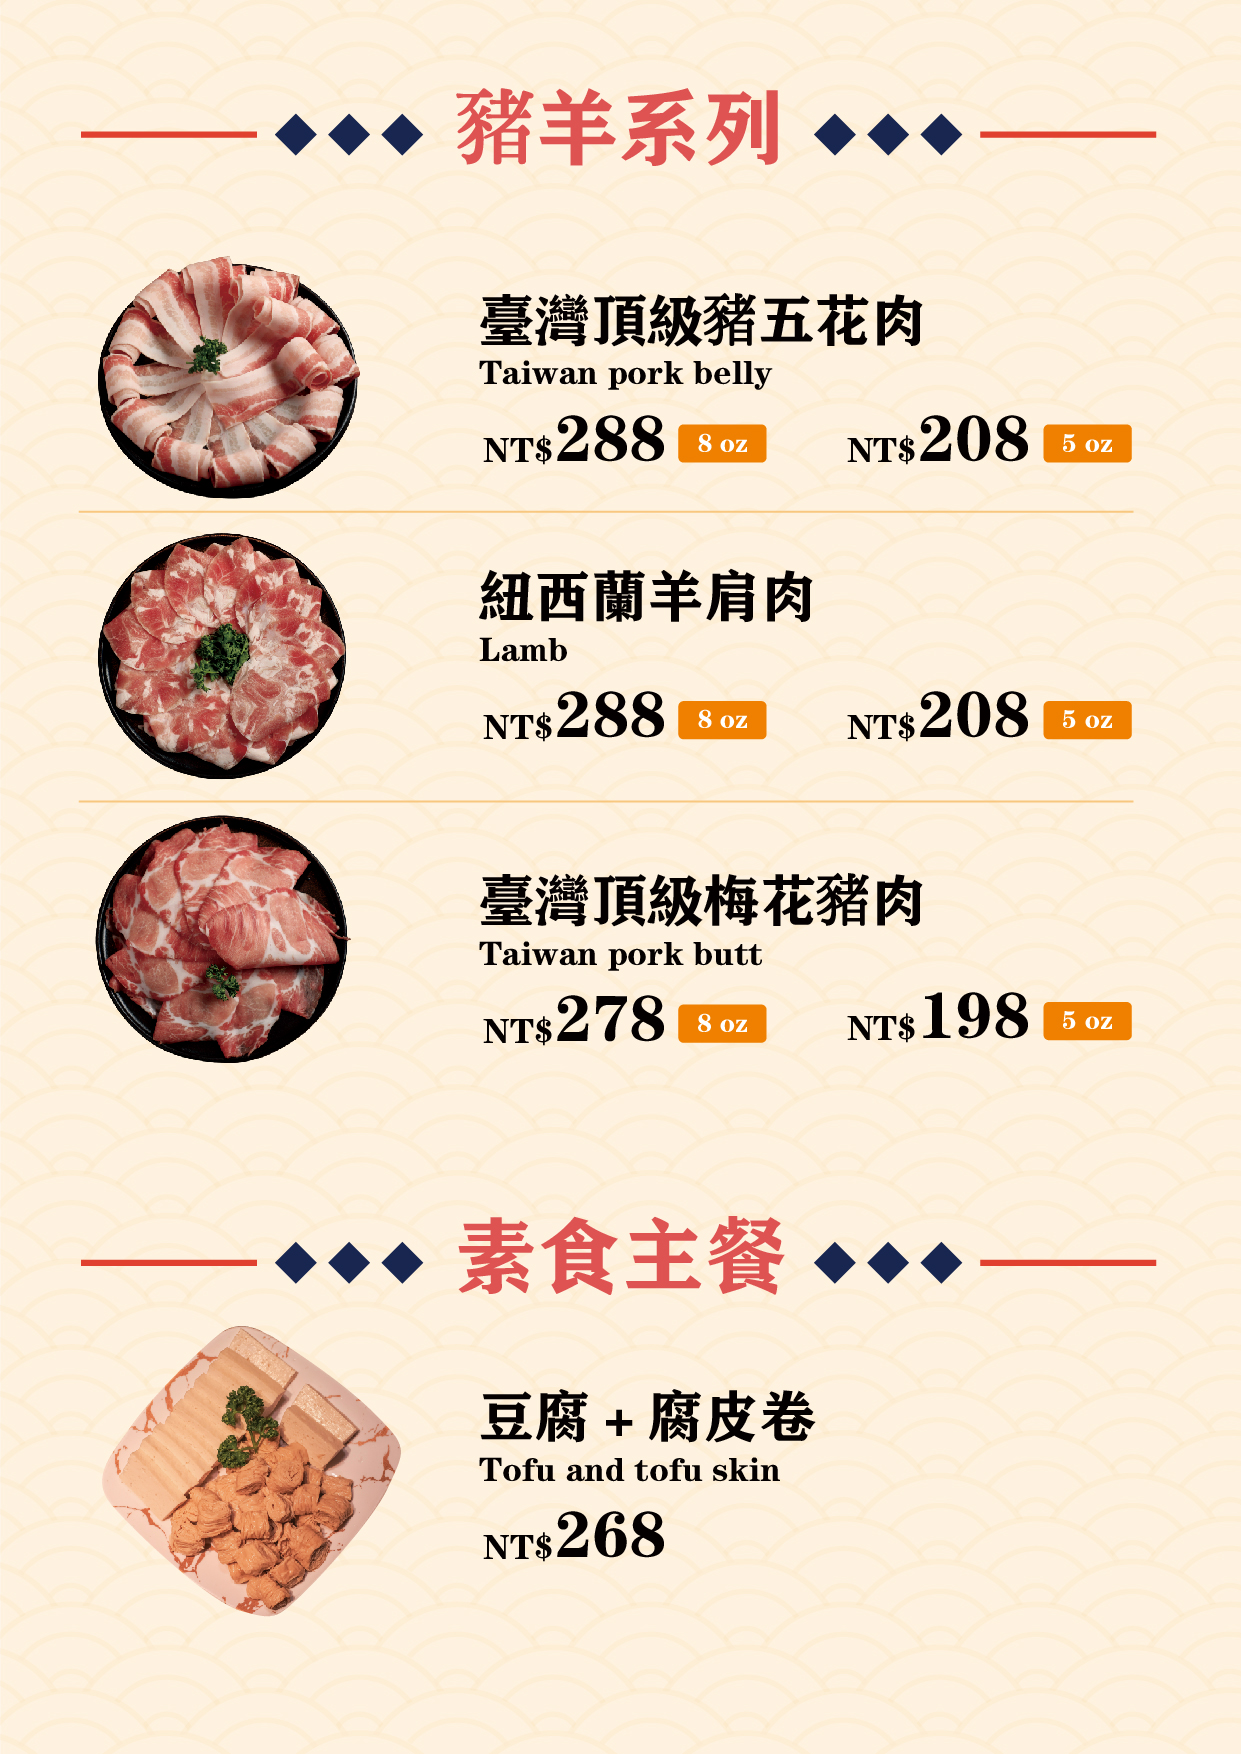 豬羊系列
臺灣頂級豬五花肉
Taiwan pork belly
NT$288 8 oz NT$208 5 oz
紐西蘭羊肩肉
Lamb
NT$288 8 oz NT$208 5 oz
臺灣頂級梅花豬肉
Taiwan pork butt
NT$278 8 oz NT$198 5 oz
素食主餐
豆腐 + 腐皮卷
Tofu and tofu skin
NT$268